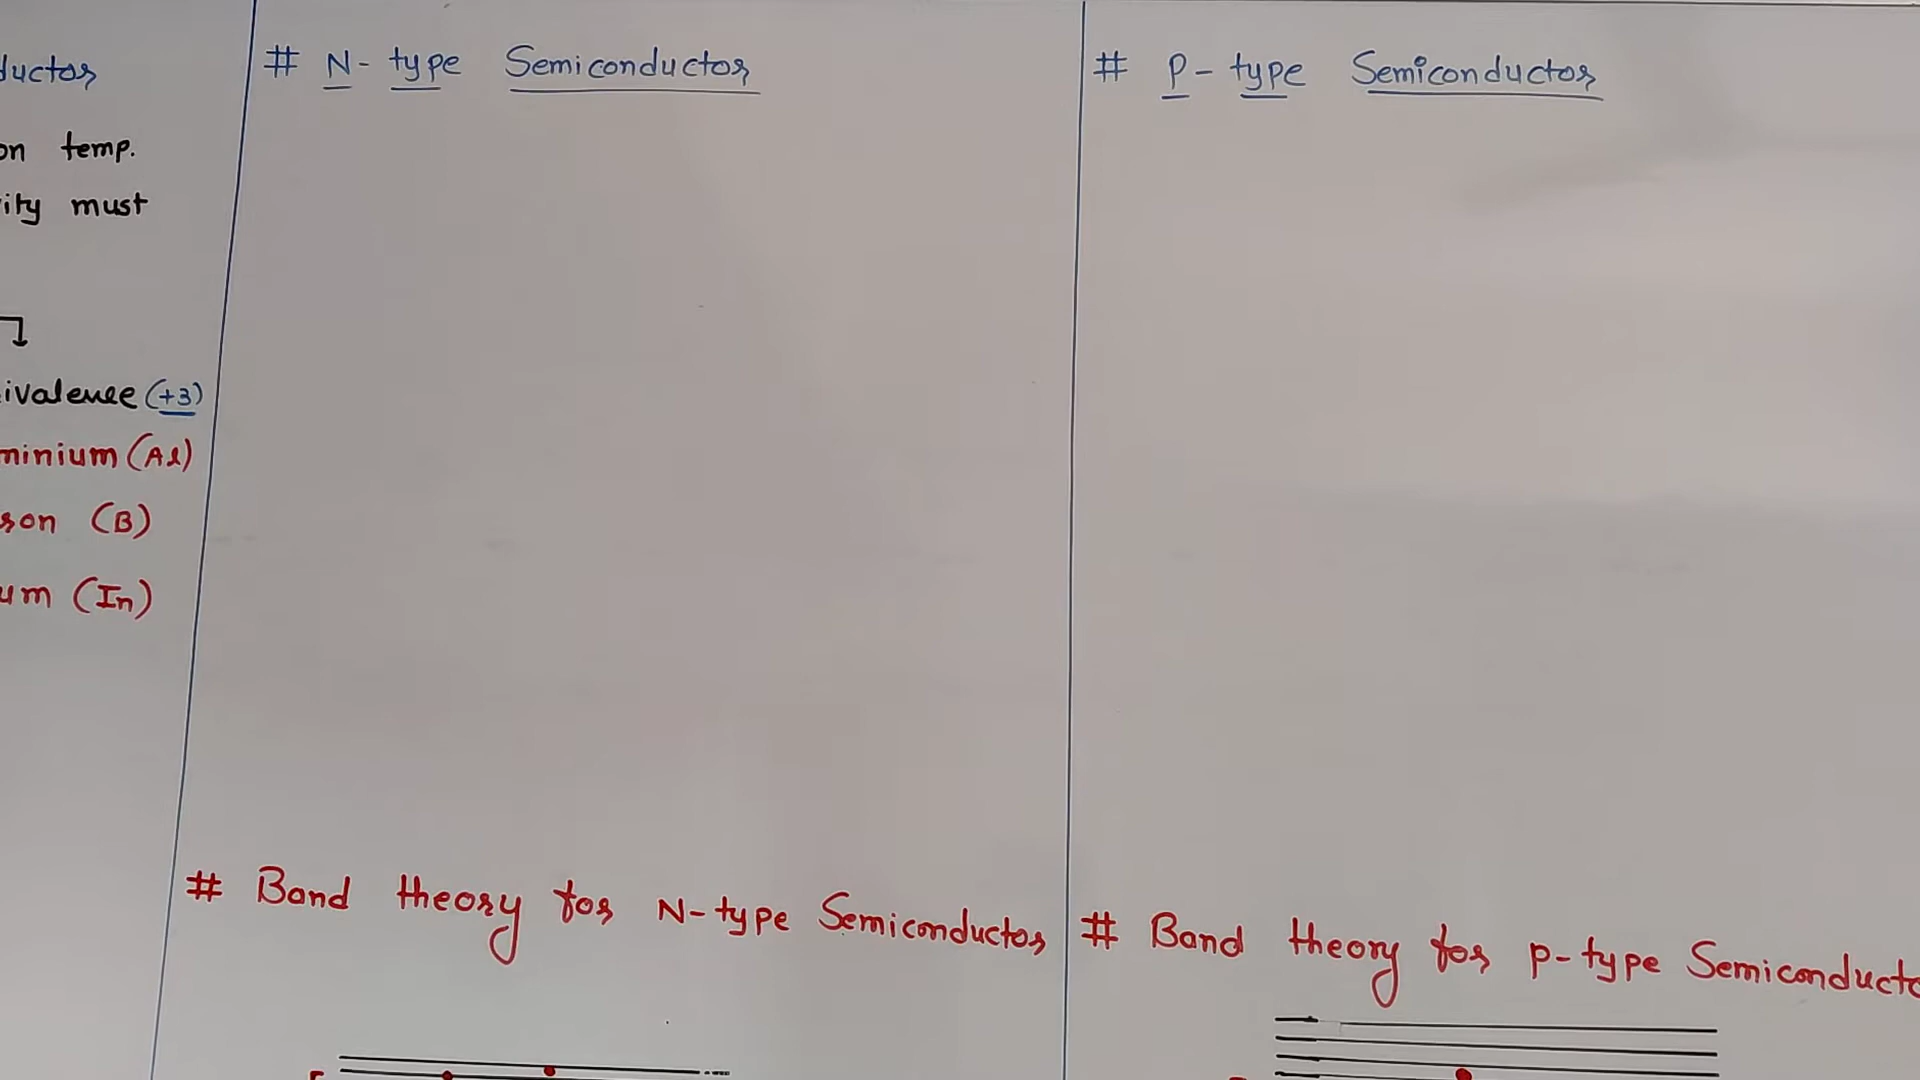 ductor
on temp.
ity must
ivalence (+3)
minium (Al)
ron (B)
um (In)
# N-type Semiconductor
# Band theory for N-type Semiconductor
# P-type Semiconductor
# Band theory for p-type Semiconducto